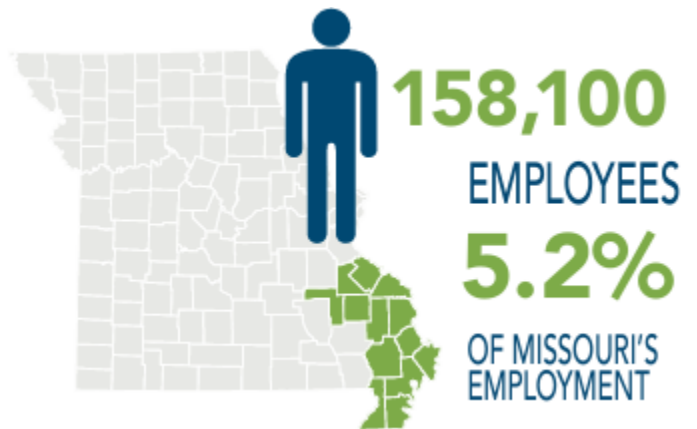 158,100
EMPLOYEES
5.2%
OF MISSOURI'S
EMPLOYMENT